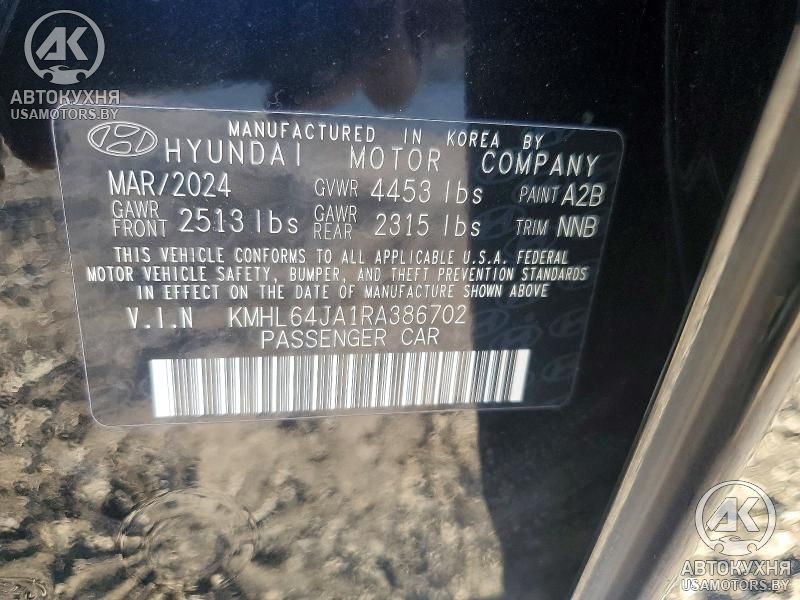 AK
АВТОКУХНЯ
USAMOTORS.BY
MANUFACTURED IN KOREA BY
HYUNDAI MOTOR COMPANY
MAR/2024 GVWR 4453 lbs PAINT A2B
GAWR FRONT 2513 lbs GAWR REAR 2315 lbs TRIM NNB
THIS VEHICLE CONFORMS TO ALL APPLICABLE U.S.A. FEDERAL
MOTOR VEHICLE SAFETY, BUMPER, AND THEFT PREVENTION STANDARDS
IN EFFECT ON THE DATE OF MANUFACTURE SHOWN ABOVE
V.I.N KMHL64JA1RA386702
PASSENGER CAR
AK
АВТОКУХНЯ
USAMOTORS.BY